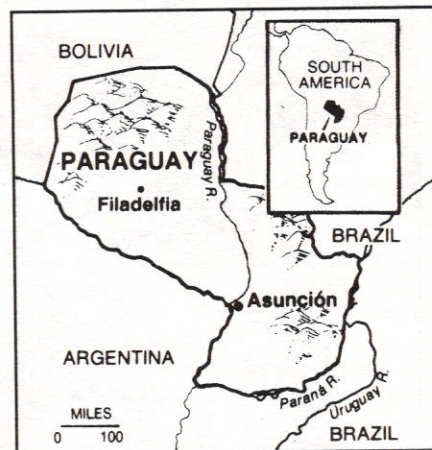 BOLIVIA
SOUTH
AMERICA
PARAGUAY
PARAGUAY
Paraguay R.
Filadelfia
BRAZIL
Asunción
ARGENTINA
Paraná R.
Uruguay R.
MILES
0 100
BRAZIL